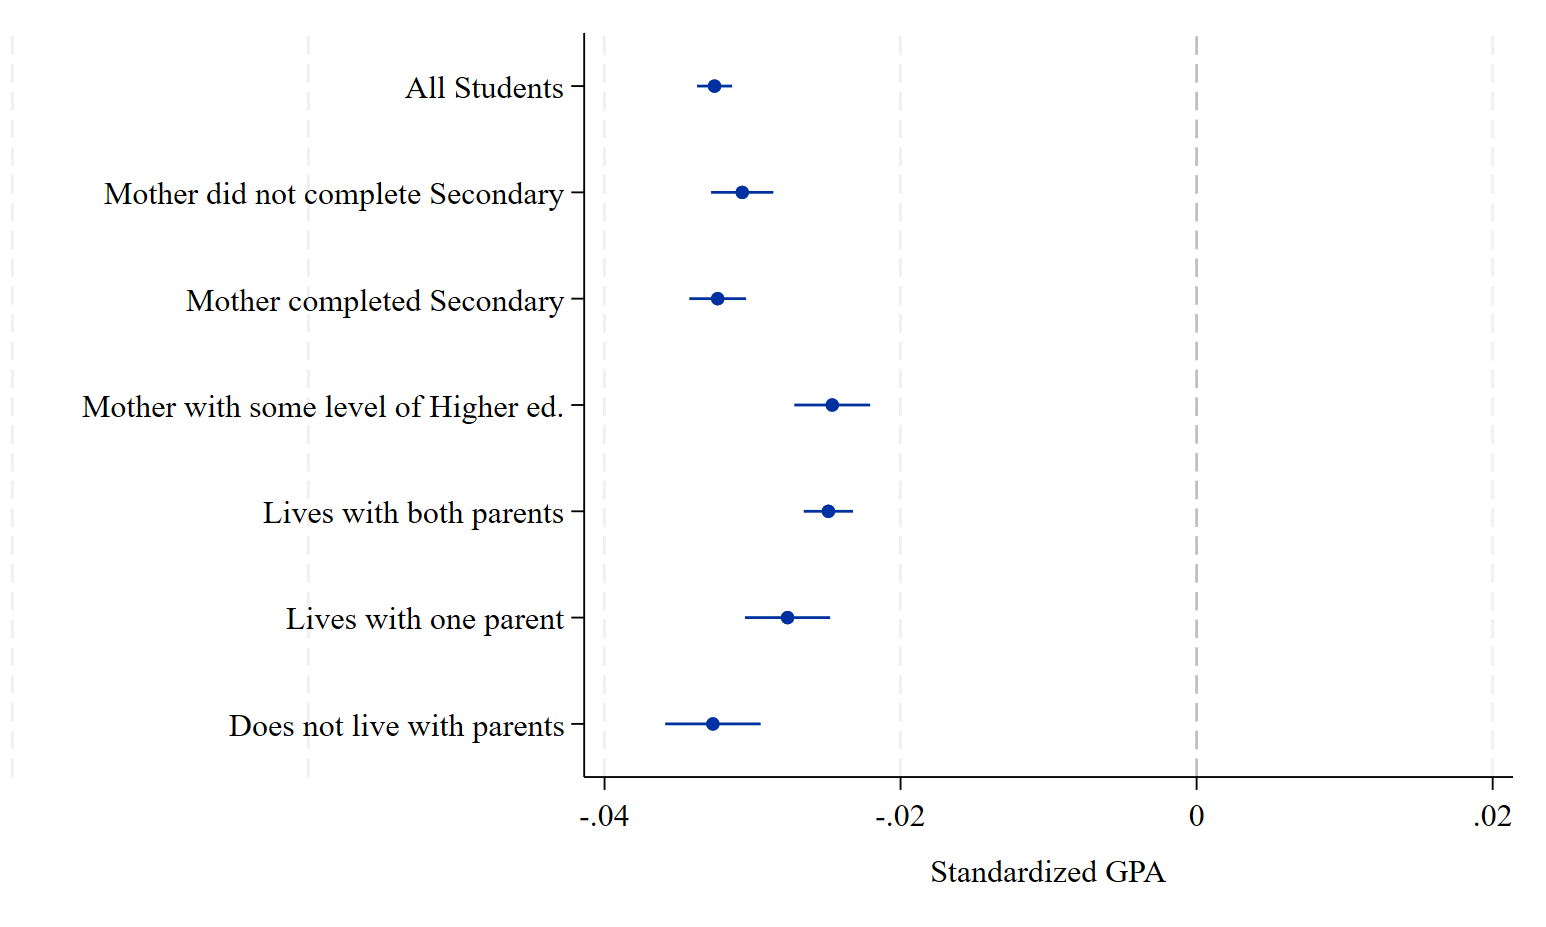 All Students
Mother did not complete Secondary
Mother completed Secondary
Mother with some level of Higher ed.
Lives with both parents
Lives with one parent
Does not live with parents
-.04 -.02 0 .02
Standardized GPA